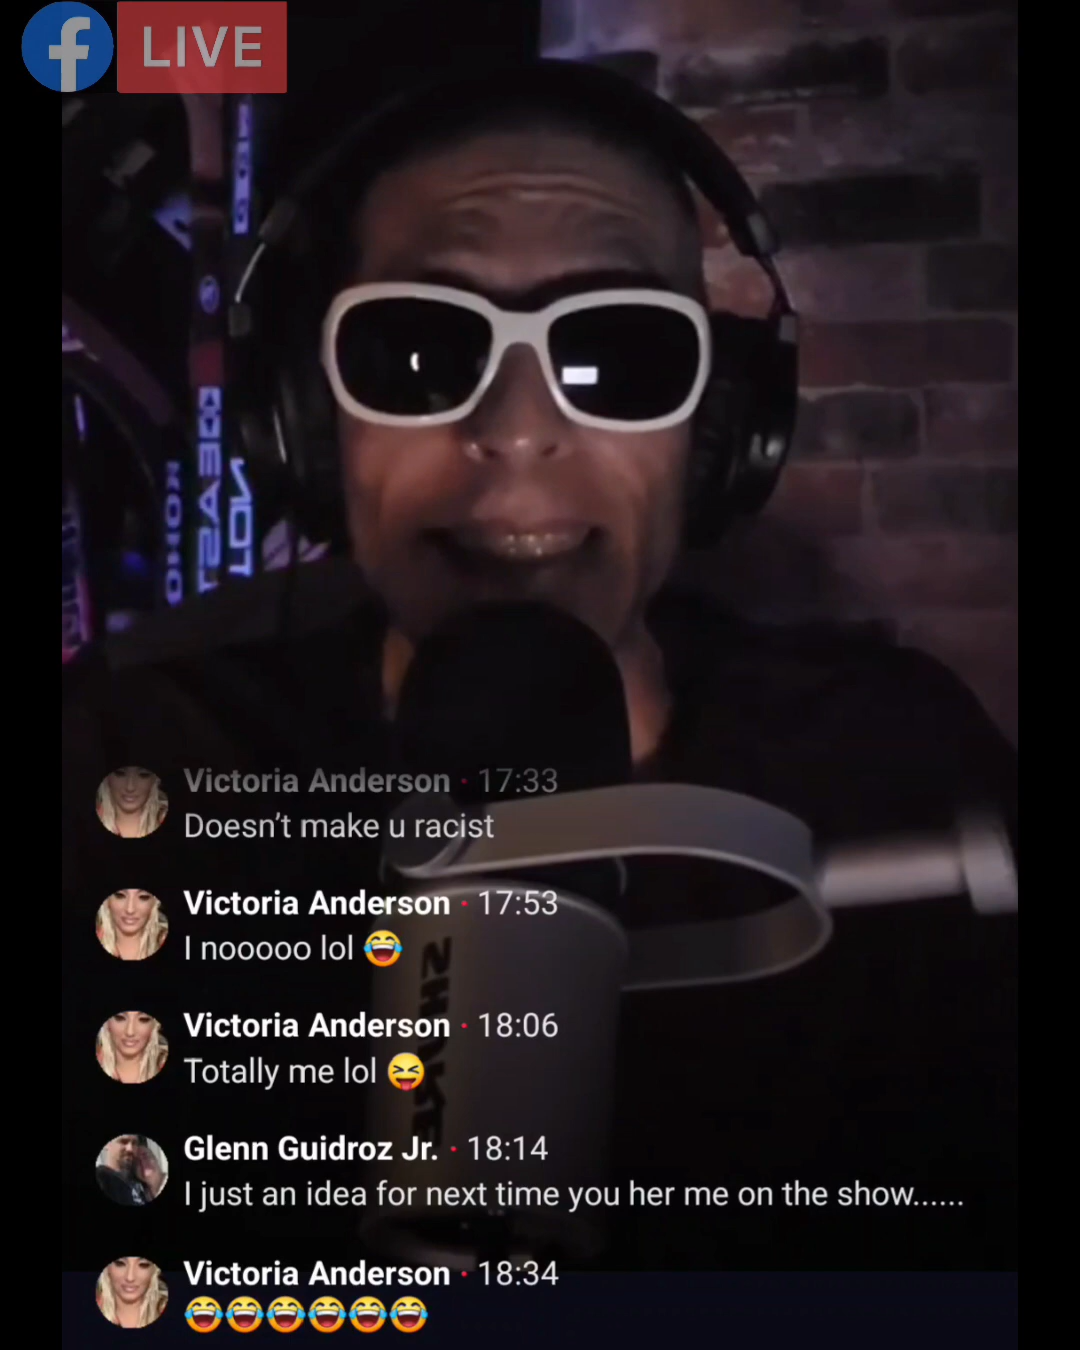 f LIVE
Victoria Anderson · 17:33
Doesn't make u racist
Victoria Anderson · 17:53
I nooooo lol 😂
Victoria Anderson · 18:06
Totally me lol 😝
Glenn Guidroz Jr. · 18:14
I just an idea for next time you her me on the show......
Victoria Anderson · 18:34
😂😂😂😂😂😂